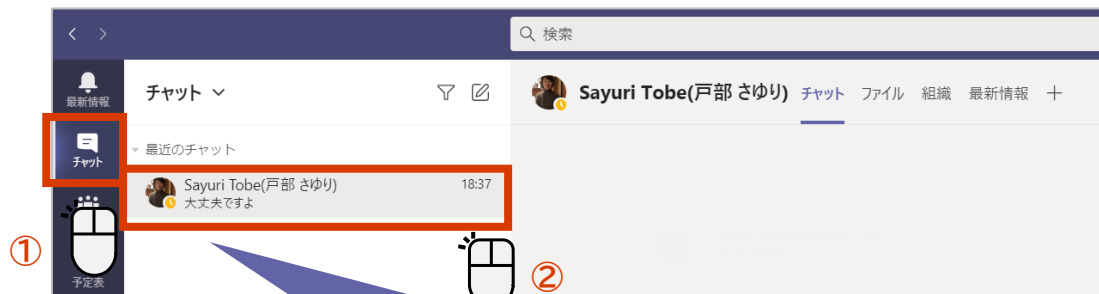 検索
最新情報
チャット
Sayuri Tobe(戸部 さゆり) チャット ファイル 組織 最新情報
チャット
最近のチャット
Sayuri Tobe(戸部 さゆり) 18:37
大丈夫ですよ
①
②
予定表